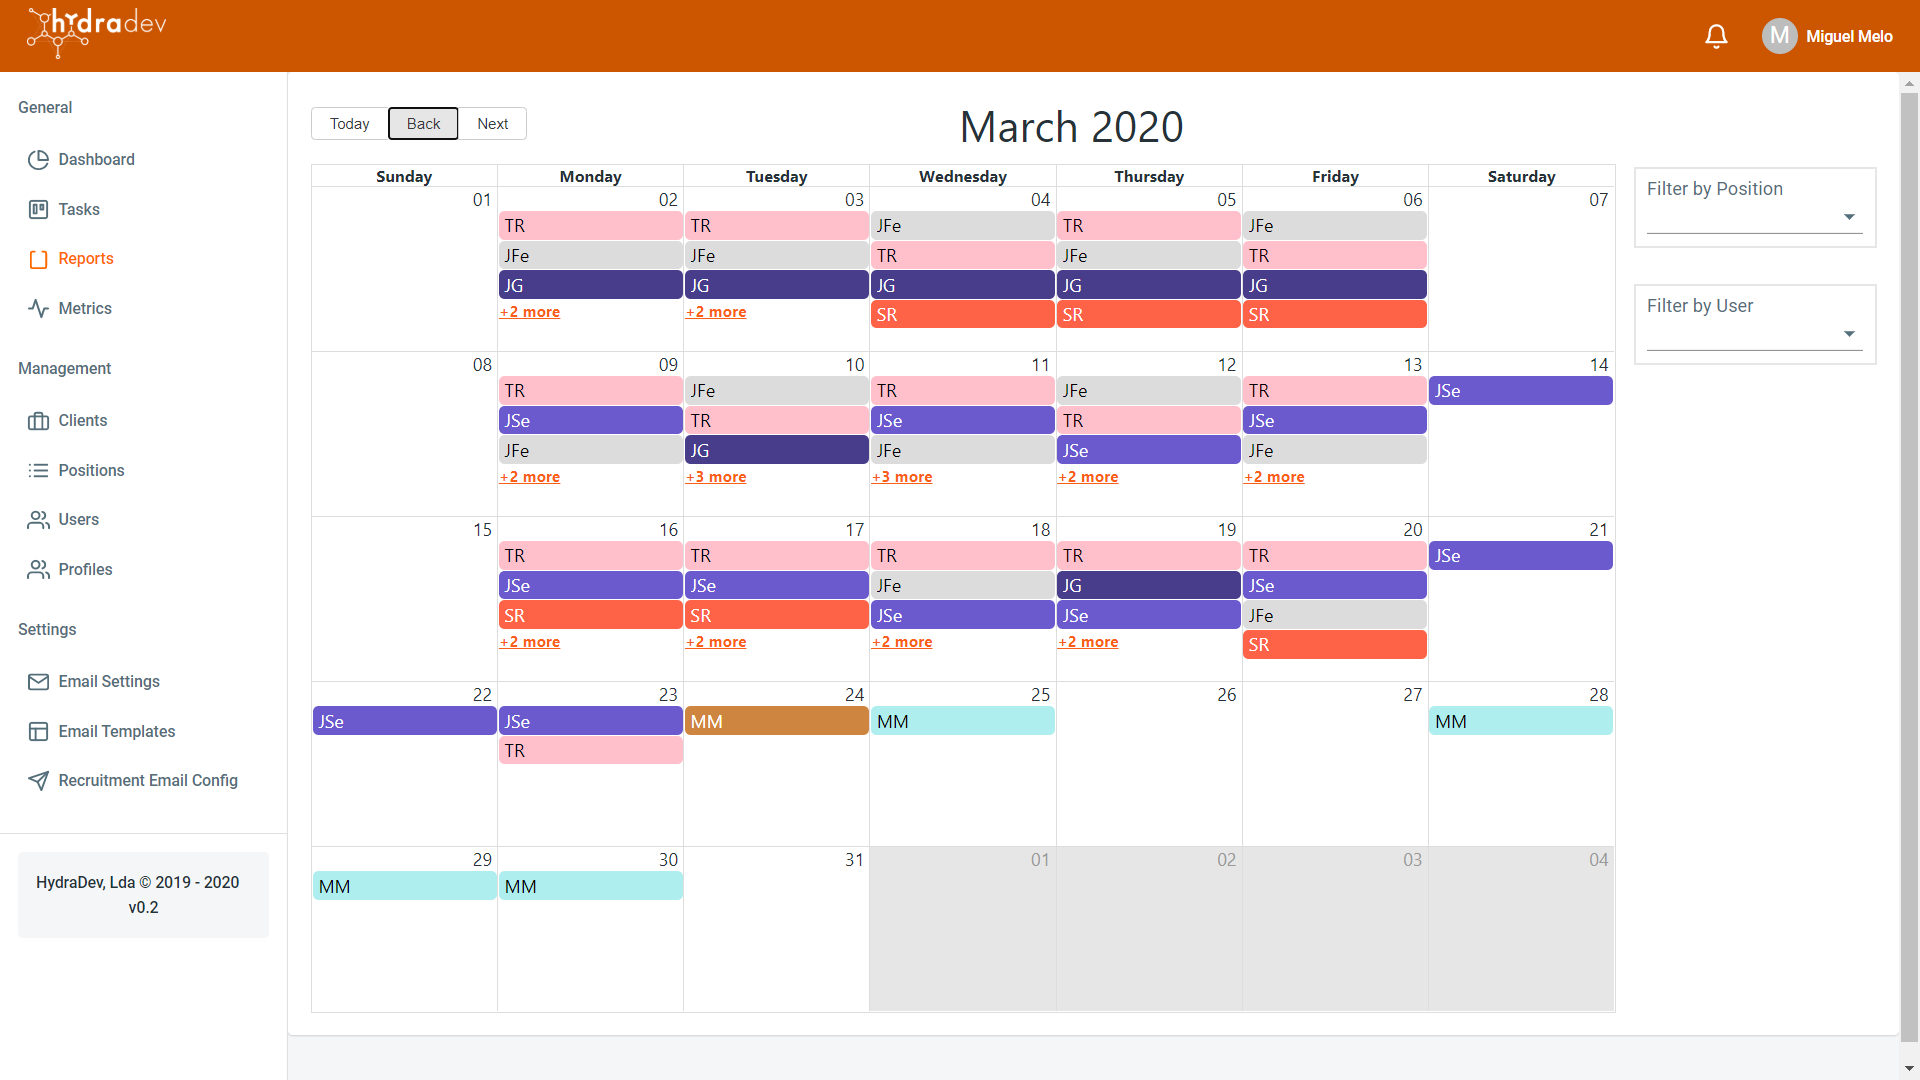 hydradev
M Miguel Melo
General
Dashboard
Tasks
Reports
Metrics
Management
Clients
Positions
Users
Profiles
Settings
Email Settings
Email Templates
Recruitment Email Config
HydraDev, Lda © 2019 - 2020
v0.2
Today Back Next
March 2020
Sunday Monday Tuesday Wednesday Thursday Friday Saturday
01 02 03 04 05 06 07
TR TR JFe TR JFe
JFe JFe TR JFe TR
JG JG JG JG JG
+2 more +2 more SR SR SR
08 09 10 11 12 13 14
TR JFe TR JFe TR JSe
JSe TR JSe TR JSe
JFe JG JFe JSe JFe
+2 more +3 more +3 more +2 more +2 more
15 16 17 18 19 20 21
TR TR TR TR TR JSe
JSe JSe JFe JG JSe
SR SR JSe JSe JFe
+2 more +2 more +2 more +2 more SR
22 23 24 25 26 27 28
JSe JSe MM MM MM
TR
29 30 31 01 02 03 04
MM MM
Filter by Position
Filter by User